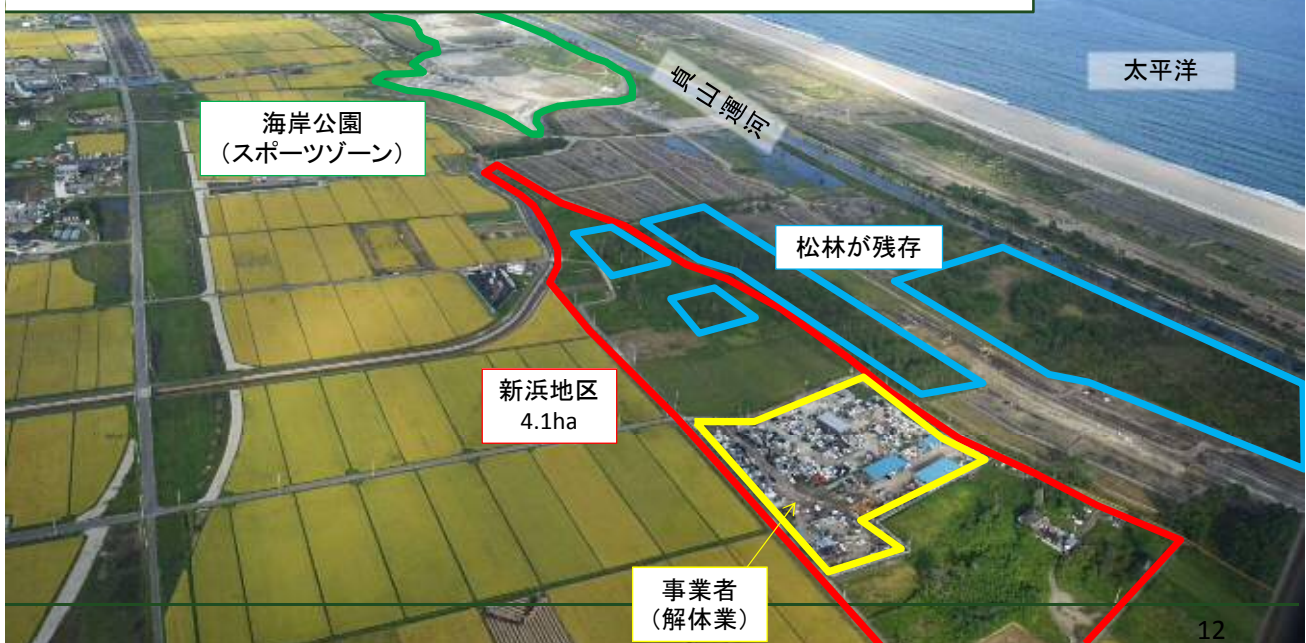 太平洋
貞山運河
海岸公園
（スポーツゾーン）
松林が残存
新浜地区
4.1ha
事業者
（解体業）
12